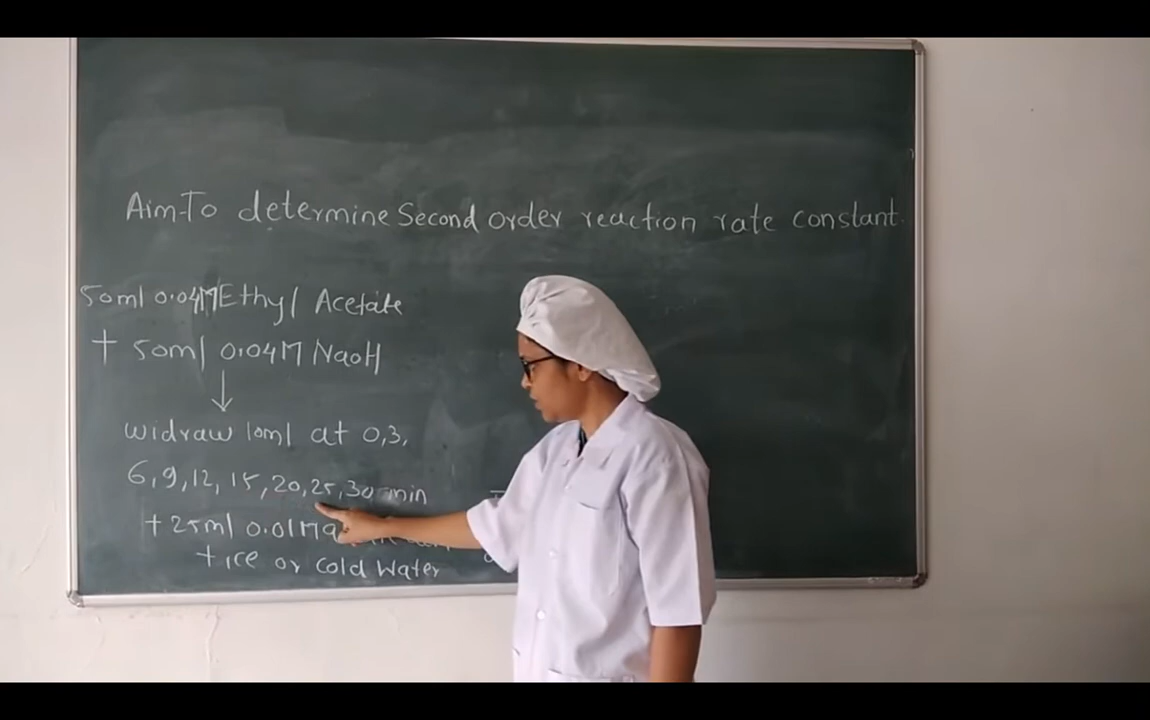 Aim-To determine Second order reaction rate constant.
50ml 0.04M Ethyl Acetate
+ 50ml 0.04M NaoH
↓
widraw 10ml at 0,3,
6,9,12, 15,20,25,30 min
+ 25ml 0.01M
+ ice or cold water